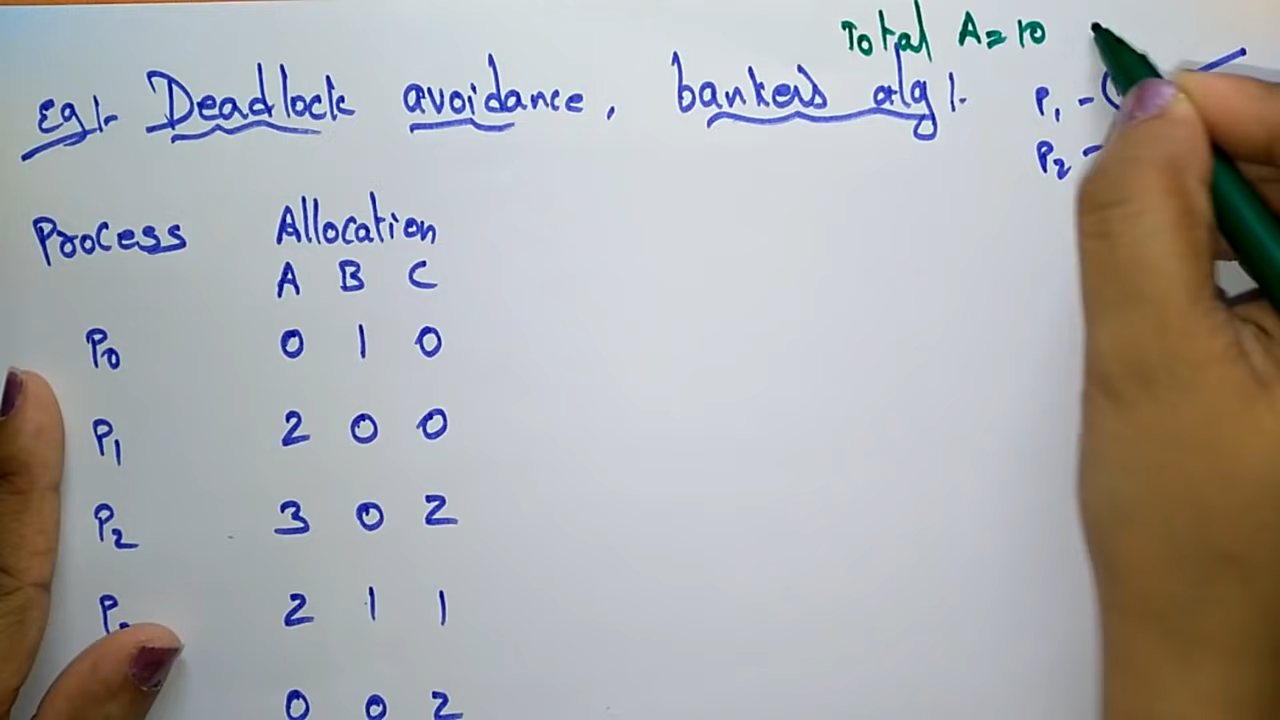 Total A=10
Eg1- Deadlock avoidance, bankers alg1-
P1 - (
P2 -
Process Allocation
A B C
P0 0 1 0
P1 2 0 0
P2 3 0 2
2 1 1
0 0 2